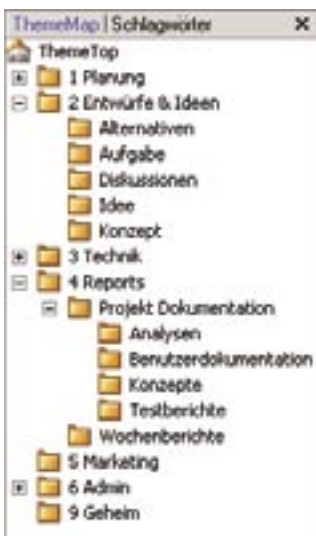 ThemeMap | Schlagwörter
ThemeTop
1 Planung
2 Entwürfe & Ideen
Alternativen
Aufgabe
Diskussionen
Idee
Konzept
3 Technik
4 Reports
Projekt Dokumentation
Analysen
Benutzerdokumentation
Konzepte
Testberichte
Wochenberichte
5 Marketing
6 Admin
9 Geheim